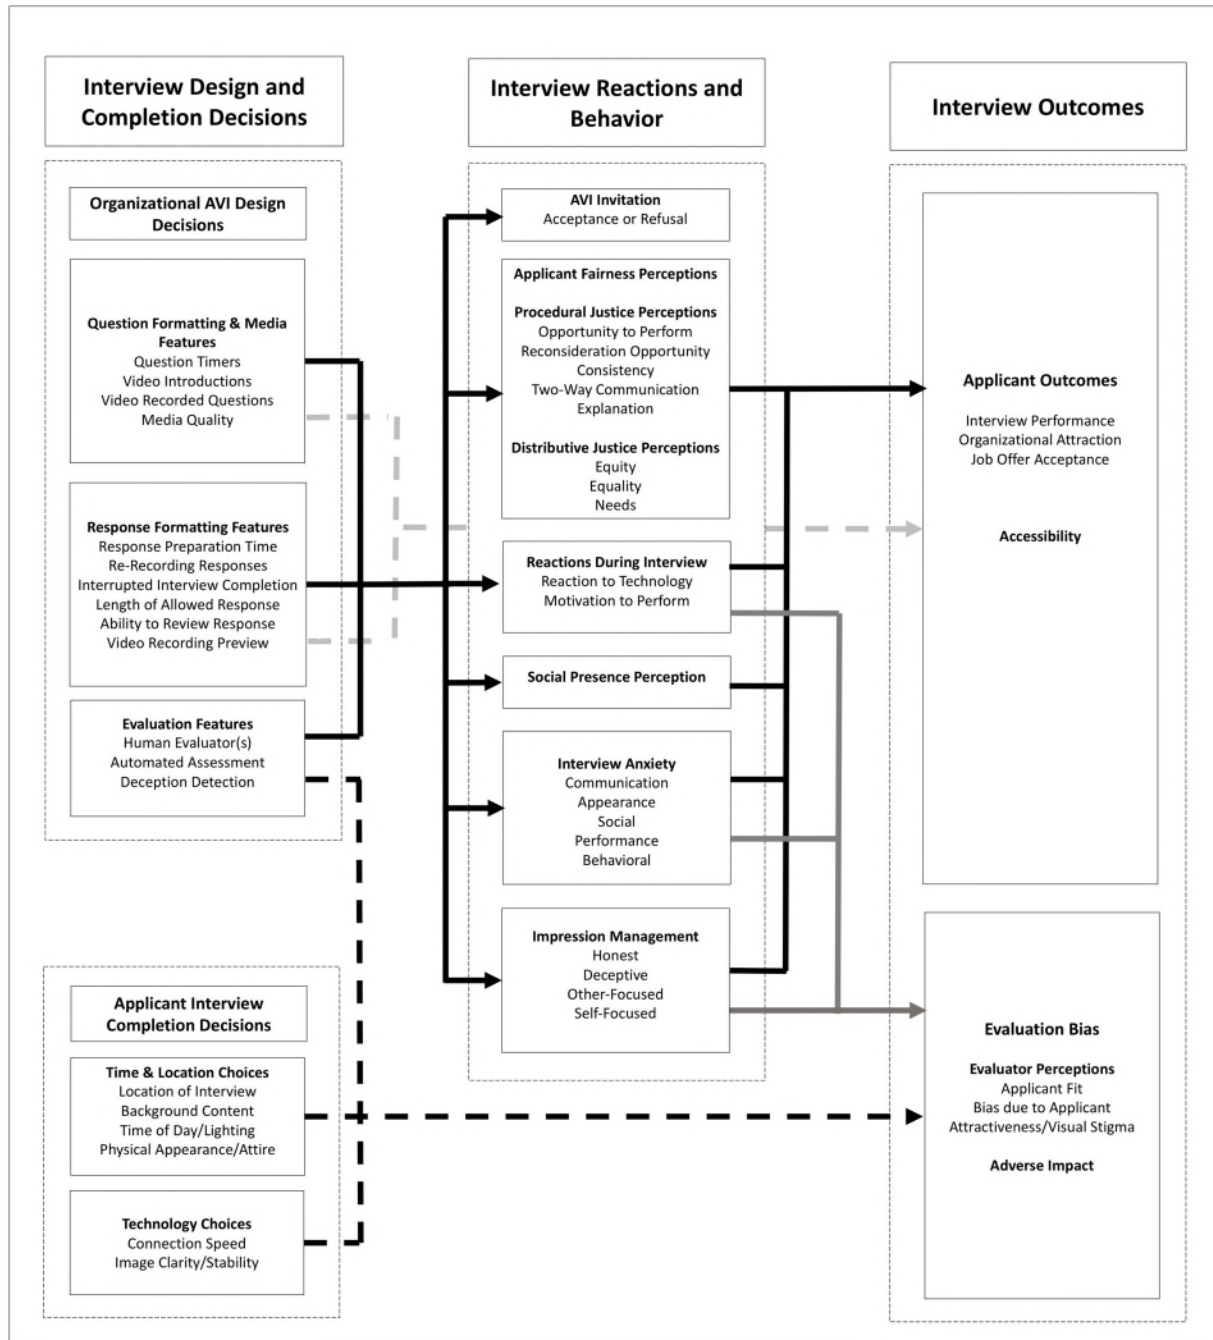 Interview Design and
Completion Decisions
Organizational AVI Design
Decisions
Question Formatting & Media
Features
Question Timers
Video Introductions
Video Recorded Questions
Media Quality
Response Formatting Features
Response Preparation Time
Re-Recording Responses
Interrupted Interview Completion
Length of Allowed Response
Ability to Review Response
Video Recording Preview
Evaluation Features
Human Evaluator(s)
Automated Assessment
Deception Detection
Applicant Interview
Completion Decisions
Time & Location Choices
Location of Interview
Background Content
Time of Day/Lighting
Physical Appearance/Attire
Technology Choices
Connection Speed
Image Clarity/Stability
Interview Reactions and
Behavior
AVI Invitation
Acceptance or Refusal
Applicant Fairness Perceptions
Procedural Justice Perceptions
Opportunity to Perform
Reconsideration Opportunity
Consistency
Two-Way Communication
Explanation
Distributive Justice Perceptions
Equity
Equality
Needs
Reactions During Interview
Reaction to Technology
Motivation to Perform
Social Presence Perception
Interview Anxiety
Communication
Appearance
Social
Performance
Behavioral
Impression Management
Honest
Deceptive
Other-Focused
Self-Focused
Interview Outcomes
Applicant Outcomes
Interview Performance
Organizational Attraction
Job Offer Acceptance
Accessibility
Evaluation Bias
Evaluator Perceptions
Applicant Fit
Bias due to Applicant
Attractiveness/Visual Stigma
Adverse Impact